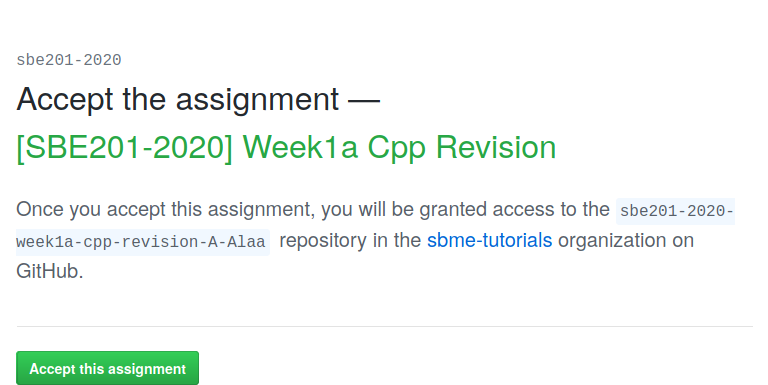 sbe201-2020
Accept the assignment —
[SBE201-2020] Week1a Cpp Revision
Once you accept this assignment, you will be granted access to the sbe201-2020-
week1a-cpp-revision-A-Alaa repository in the sbme-tutorials organization on
GitHub.
Accept this assignment